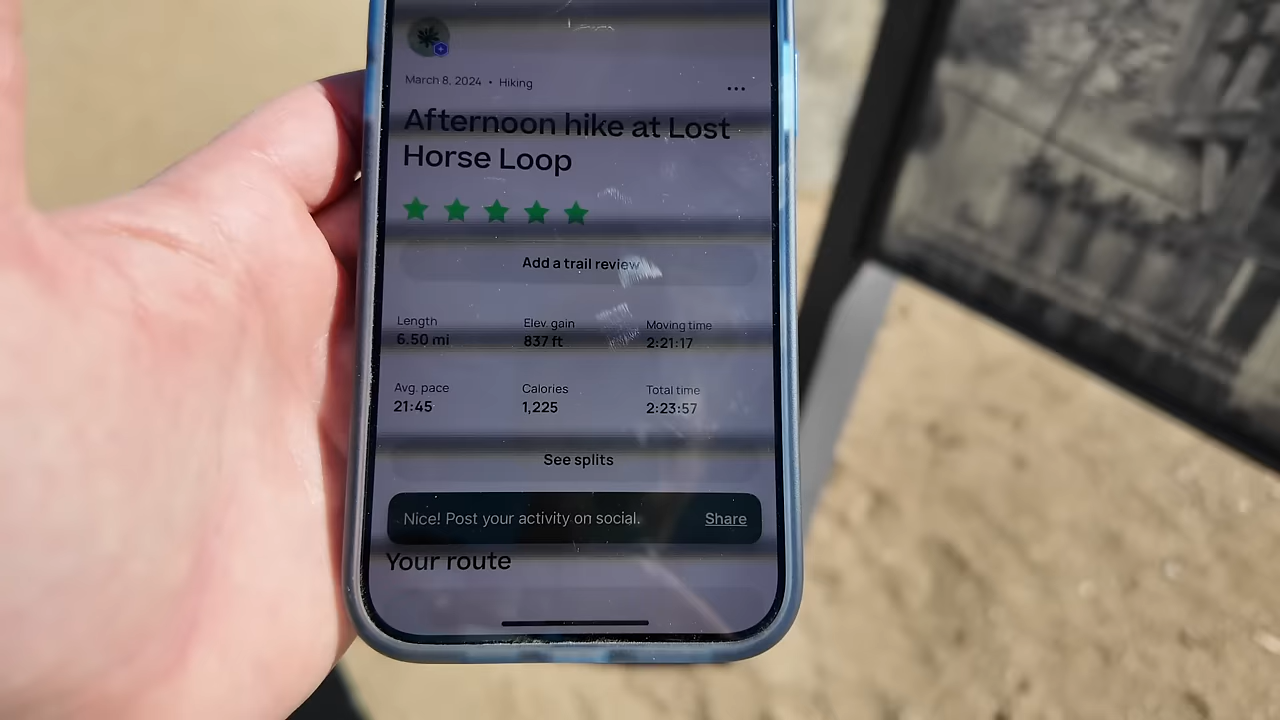 March 8, 2024 • Hiking
Afternoon hike at Lost
Horse Loop
Add a trail review
Length Elev. gain Moving time
6.50 mi 837 ft 2:21:17
Avg. pace Calories Total time
21:45 1,225 2:23:57
See splits
Nice! Post your activity on social. Share
Your route